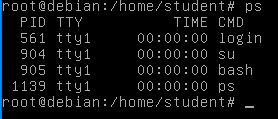 root@debian:/home/student# ps
PID TTY TIME CMD
561 tty1 00:00:00 login
904 tty1 00:00:00 su
905 tty1 00:00:00 bash
1139 tty1 00:00:00 ps
root@debian:/home/student# _